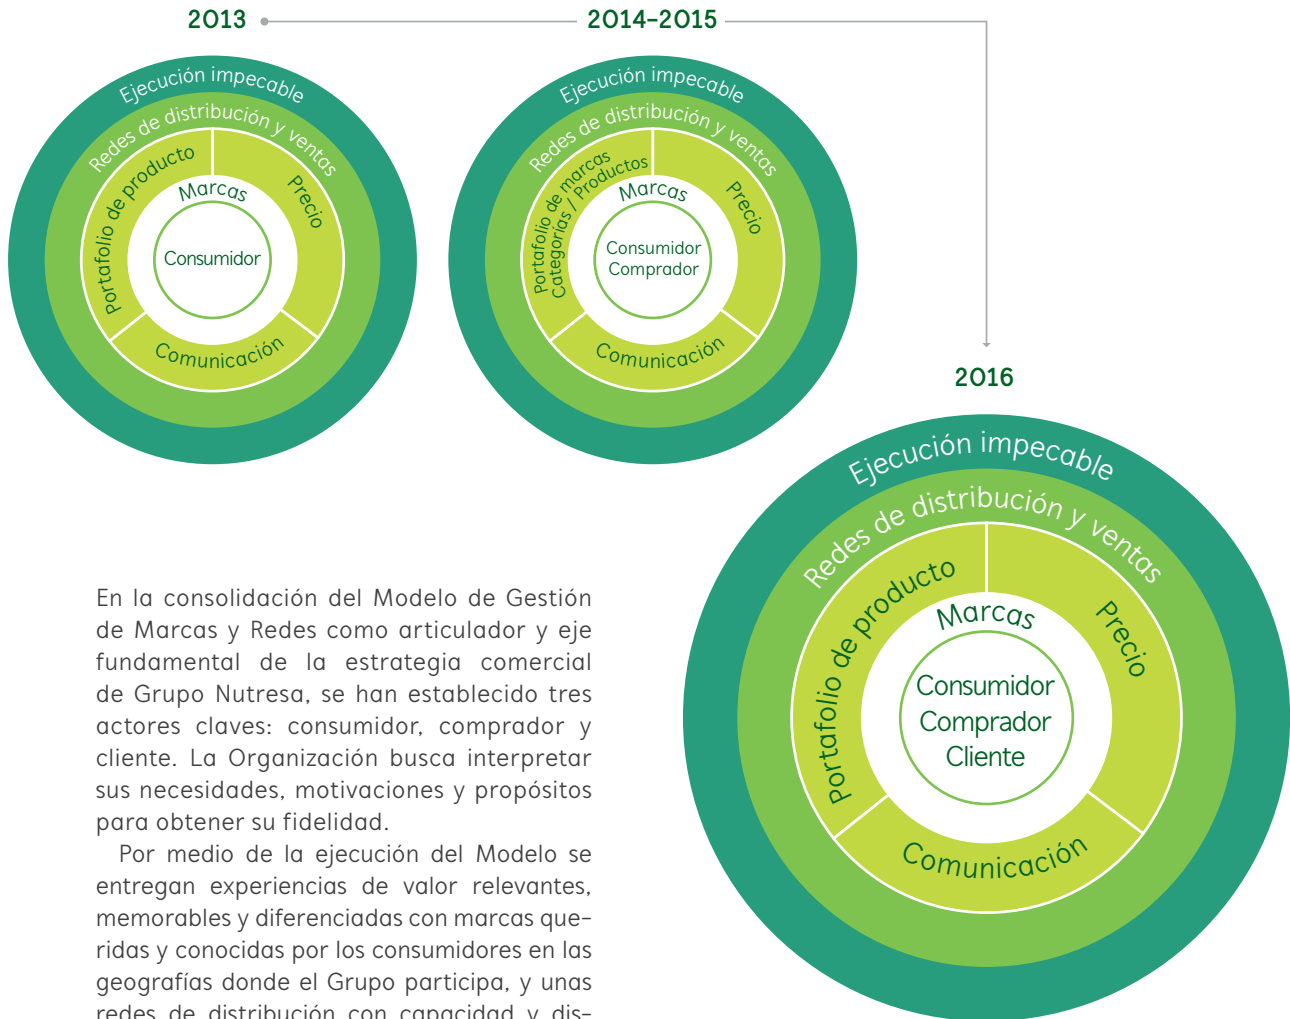 2013
2014-2015
Ejecución impecable
Redes de distribución y ventas
Portafolio de producto
Precio
Marcas
Consumidor
Comunicación
Ejecución impecable
Redes de distribución y ventas
Portafolio de marcas
Categorías / Productos
Precio
Marcas
Consumidor
Comprador
Comunicación
2016
Ejecución impecable
Redes de distribución y ventas
Portafolio de producto
Precio
Marcas
Consumidor
Comprador
Cliente
Comunicación
En la consolidación del Modelo de Gestión
de Marcas y Redes como articulador y eje
fundamental de la estrategia comercial
de Grupo Nutresa, se han establecido tres
actores claves: consumidor, comprador y
cliente. La Organización busca interpretar
sus necesidades, motivaciones y propósitos
para obtener su fidelidad.
Por medio de la ejecución del Modelo se
entregan experiencias de valor relevantes,
memorables y diferenciadas con marcas que-
ridas y conocidas por los consumidores en las
geografías donde el Grupo participa, y unas
redes de distribución con capacidad y dis-